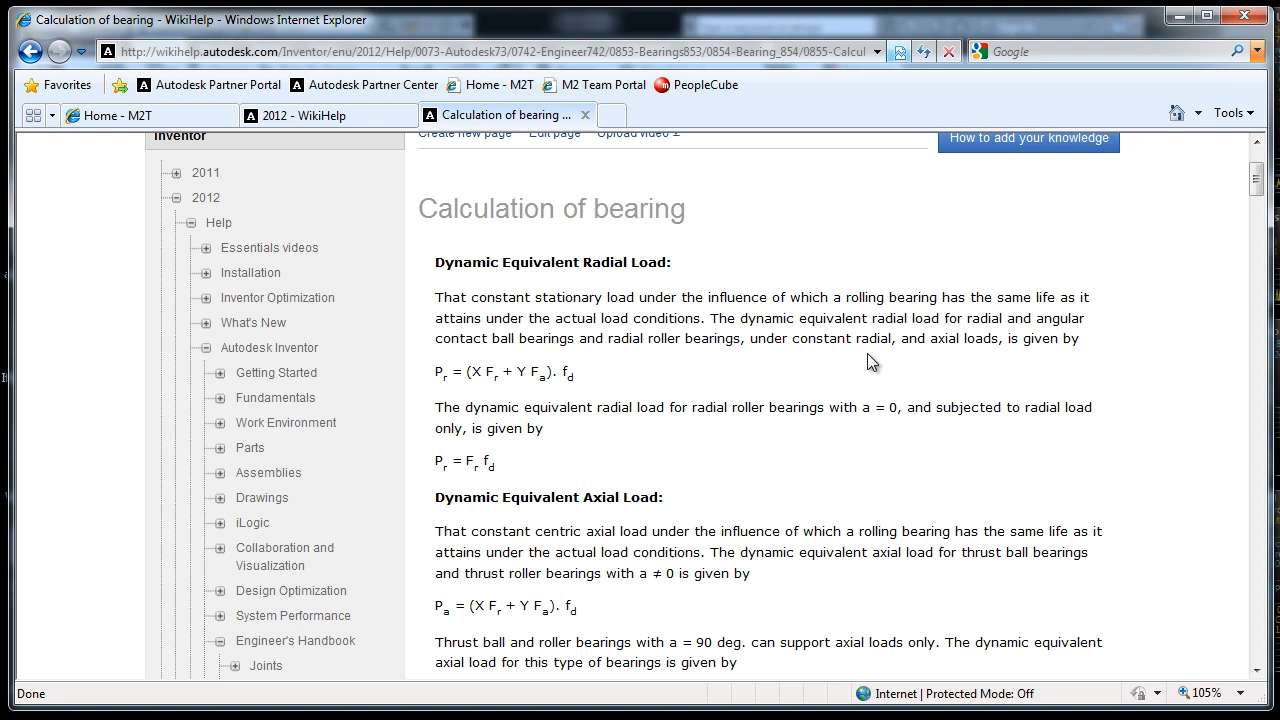 Calculation of bearing - WikiHelp - Windows Internet Explorer
http://wikihelp.autodesk.com/Inventor/enu/2012/Help/0073-Autodesk73/0742-Engineer742/0853-Bearings853/0854-Bearing_854/0855-Calcul
Google
Favorites
Autodesk Partner Portal
Autodesk Partner Center
Home - M2T
M2 Team Portal
PeopleCube
Home - M2T
2012 - WikiHelp
Calculation of bearing ...
Tools
Inventor
Create new page
Edit page
Upload video
How to add your knowledge
2011
2012
Help
Essentials videos
Installation
Inventor Optimization
What's New
Autodesk Inventor
Getting Started
Fundamentals
Work Environment
Parts
Assemblies
Drawings
iLogic
Collaboration and
Visualization
Design Optimization
System Performance
Engineer's Handbook
Joints
Calculation of bearing
Dynamic Equivalent Radial Load:
That constant stationary load under the influence of which a rolling bearing has the same life as it
attains under the actual load conditions. The dynamic equivalent radial load for radial and angular
contact ball bearings and radial roller bearings, under constant radial, and axial loads, is given by
Pr = (X Fr + Y Fa). fd
The dynamic equivalent radial load for radial roller bearings with a = 0, and subjected to radial load
only, is given by
Pr = Fr fd
Dynamic Equivalent Axial Load:
That constant centric axial load under the influence of which a rolling bearing has the same life as it
attains under the actual load conditions. The dynamic equivalent axial load for thrust ball bearings
and thrust roller bearings with a ≠ 0 is given by
Pa = (X Fr + Y Fa). fd
Thrust ball and roller bearings with a = 90 deg. can support axial loads only. The dynamic equivalent
axial load for this type of bearings is given by
Done
Internet | Protected Mode: Off
105%